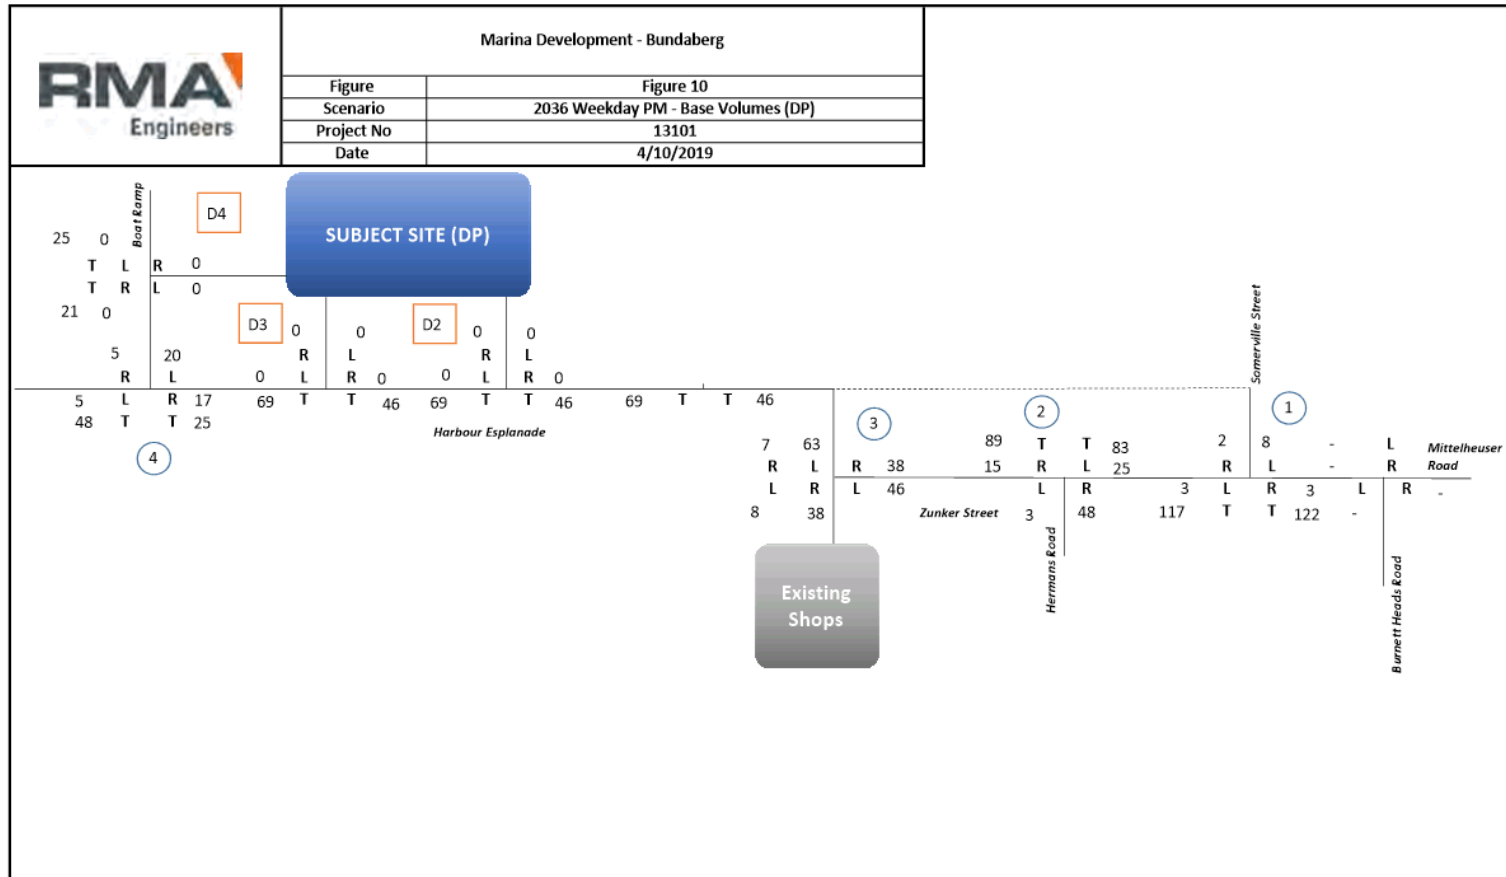 RMA
Engineers
Marina Development - Bundaberg
Figure Figure 10
Scenario 2036 Weekday PM - Base Volumes (DP)
Project No 13101
Date 4/10/2019
Boat Ramp
D4
SUBJECT SITE (DP)
25 0
T L R 0
T R L 0
21 0
D3 0 0 D2 0 0
5 20 R L R L
R L 0 L R 0 0 L R 0
5 L R 17 69 T T 46 69 T T 46 69 T T 46
48 T T 25
Harbour Esplanade
4
Somerville Street
3 2 1
7 63 89 T T 83 2 8 - L Mittelheuser
R L R 38 15 R L 25 R L - R Road
L R L 46 L R 3 L R 3 L R -
8 38 Zunker Street 3 48 117 T T 122 -
Hermans Road
Burnett Heads Road
Existing
Shops